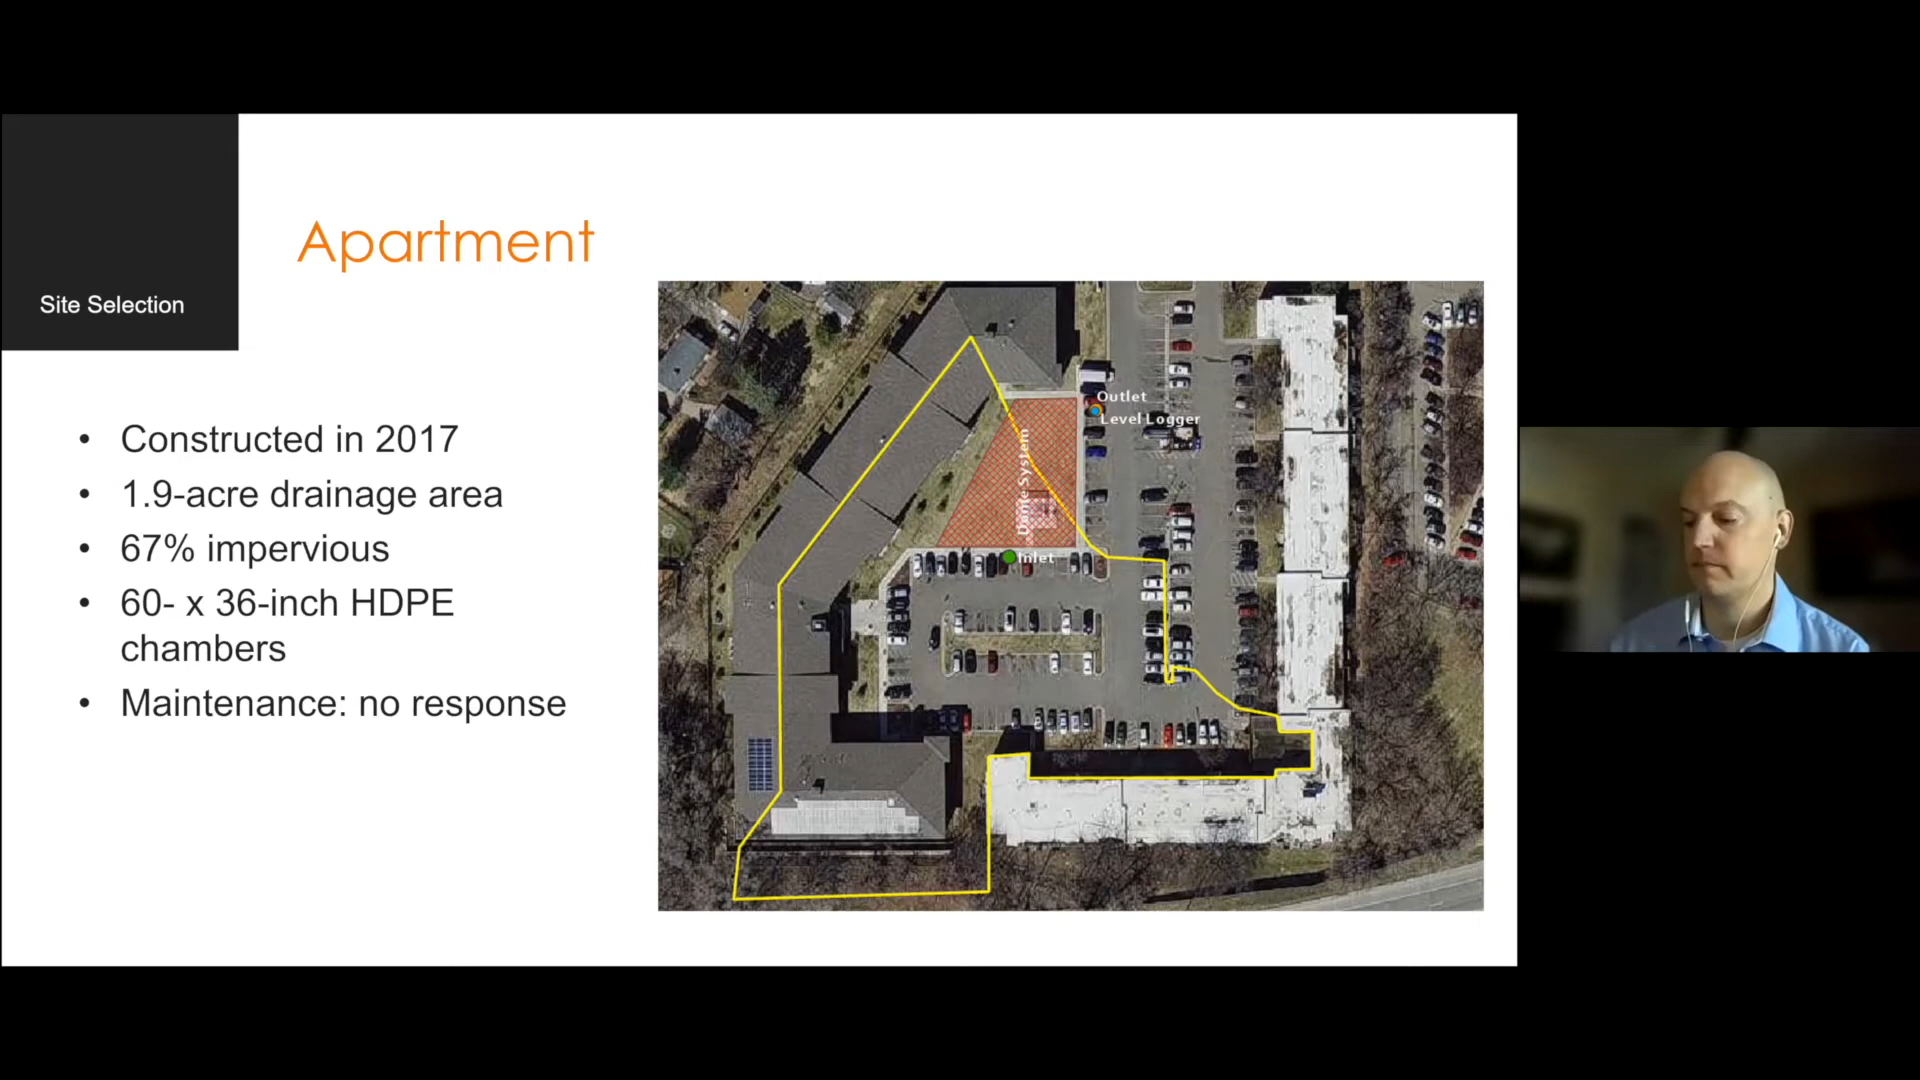 Site Selection
Apartment
• Constructed in 2017
• 1.9-acre drainage area
• 67% impervious
• 60- x 36-inch HDPE
chambers
• Maintenance: no response
Outlet
Level Logger
System
Inlet